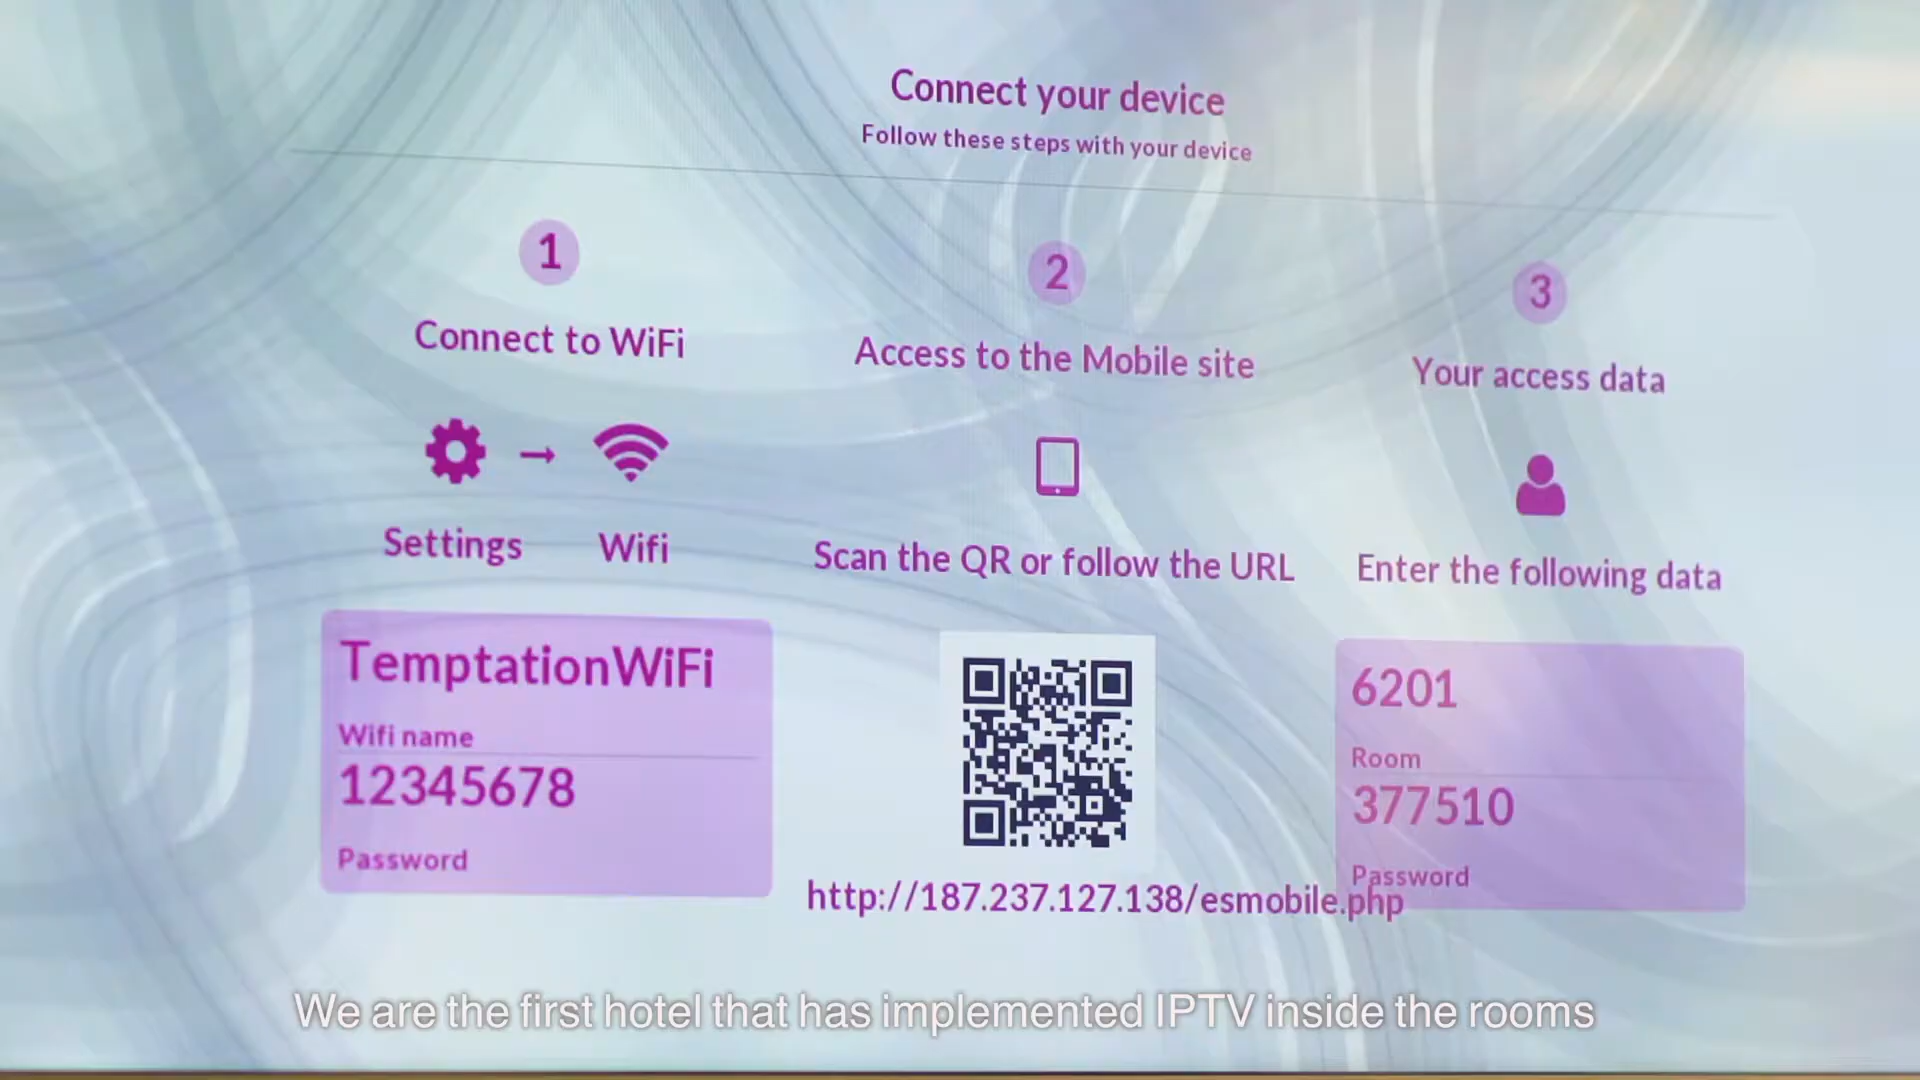 Connect your device
Follow these steps with your device
1
Connect to WiFi
Settings
Wifi
TemptationWiFi
Wifi name
12345678
Password
2
Access to the Mobile site
Scan the QR or follow the URL
http://187.237.127.138/esmobile.php
3
Your access data
Enter the following data
6201
Room
377510
Password
We are the first hotel that has implemented IPTV inside the rooms